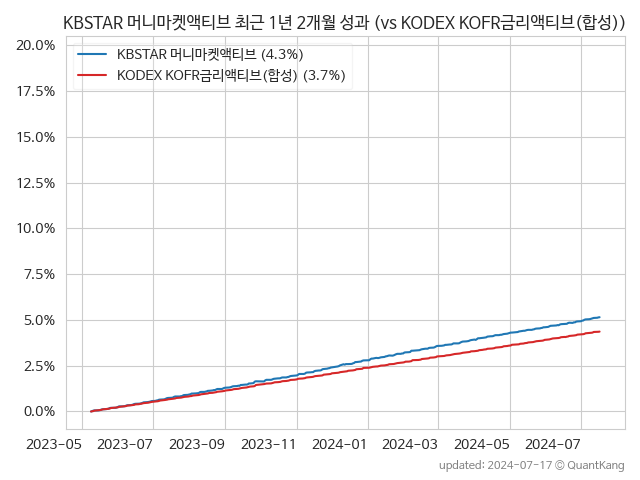 KBSTAR 머니마켓액티브 최근 1년 2개월 성과 (vs KODEX KOFR금리액티브(합성))
20.0%
KBSTAR 머니마켓액티브 (4.3%)
KODEX KOFR금리액티브(합성) (3.7%)
17.5%
15.0%
12.5%
10.0%
7.5%
5.0%
2.5%
0.0%
2023-05 2023-07 2023-09 2023-11 2024-01 2024-03 2024-05 2024-07
updated: 2024-07-17 © QuantKang